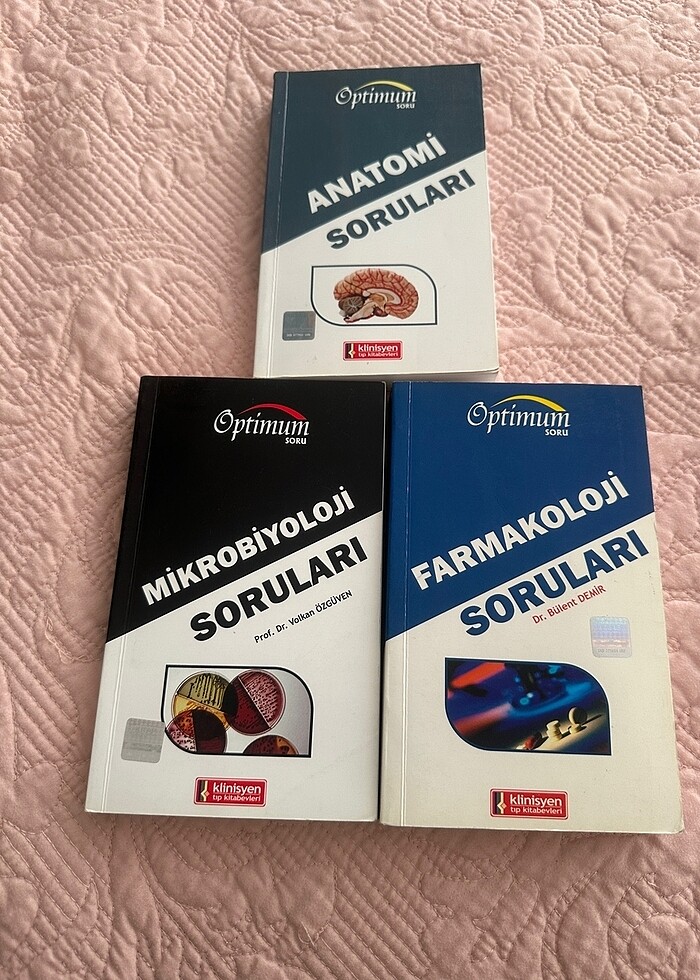 Optimum
SORU
ANATOMİ
SORULARI
klinisyen
tıp kitabevleri
Optimum
SORU
MİKROBİYOLOJİ
SORULARI
Prof. Dr. Volkan ÖZGÜVEN
klinisyen
tıp kitabevleri
Optimum
SORU
FARMAKOLOJİ
SORULARI
Dr. Bülent DEMİR
klinisyen
tıp kitabevleri